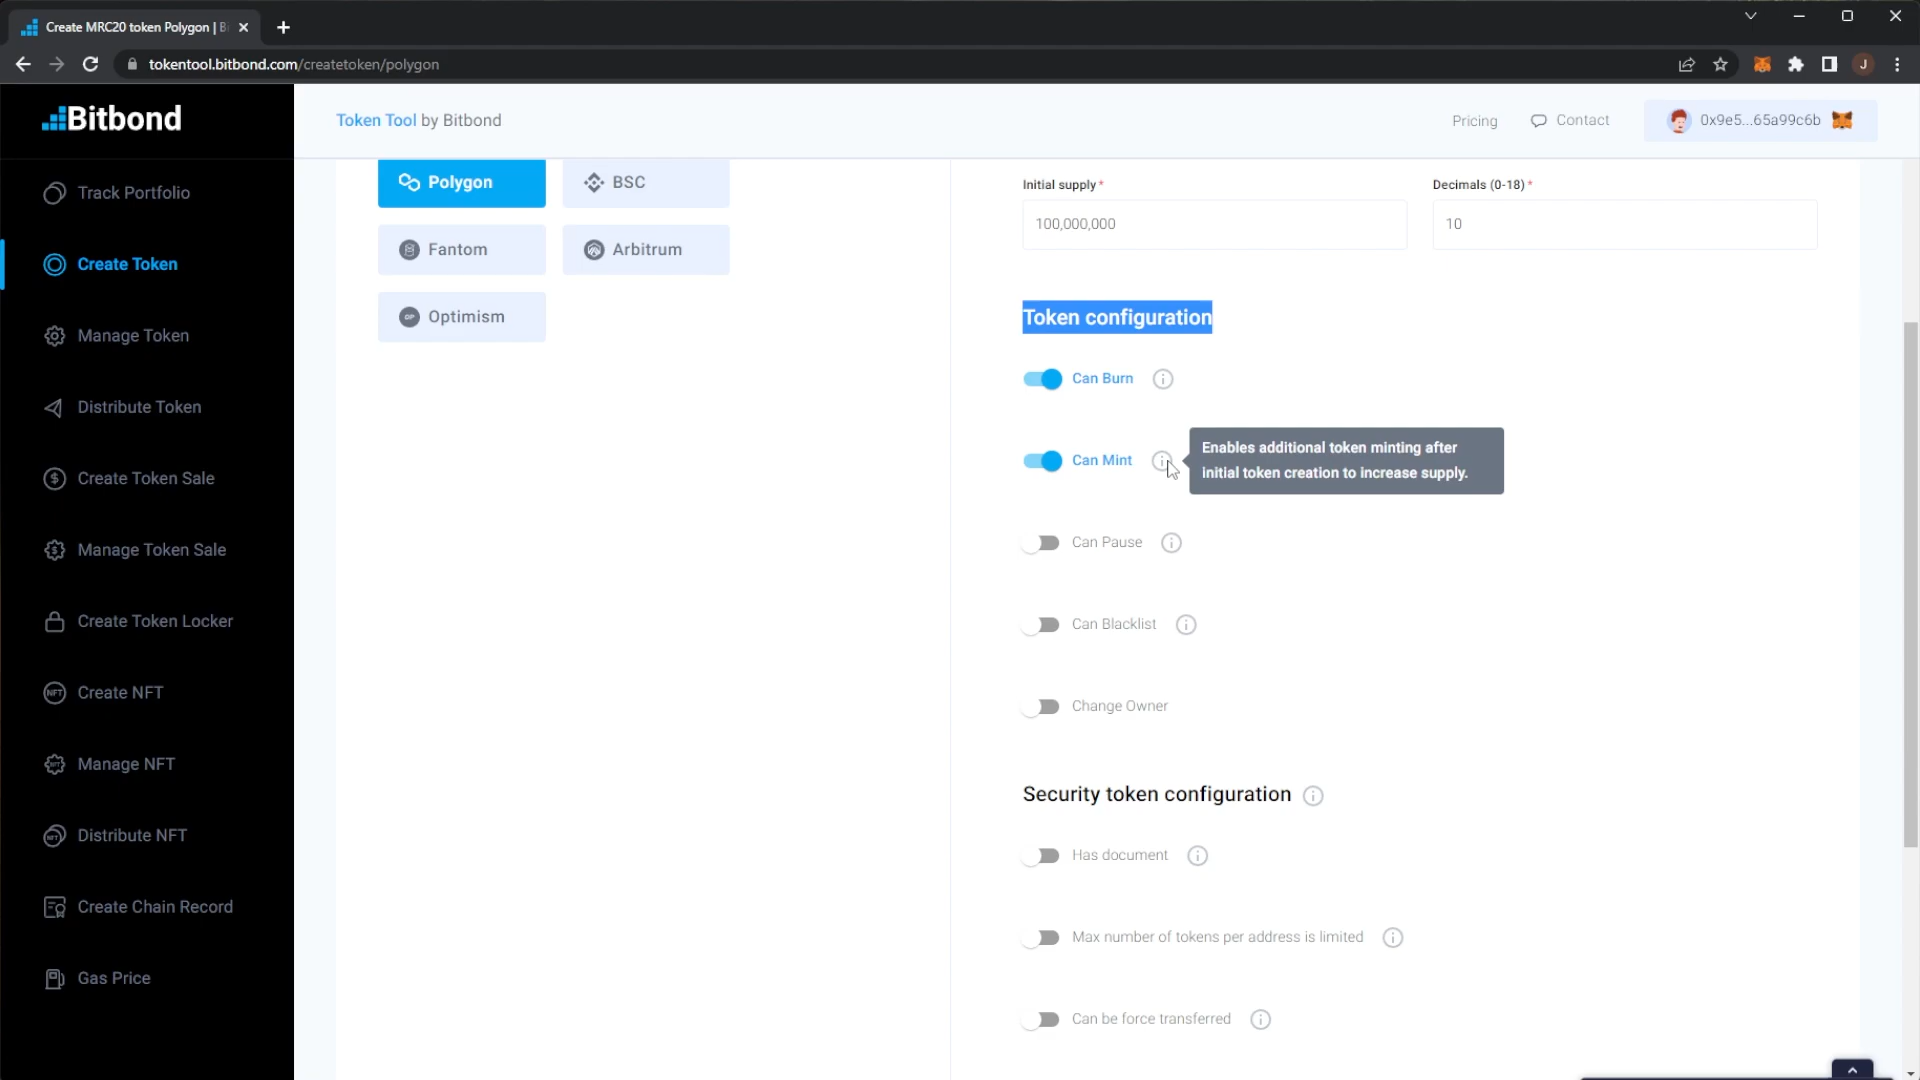 Create MRC20 token Polygon | B
tokentool.bitbond.com/createtoken/polygon
J
Bitbond
Token Tool by Bitbond
Pricing
Contact
0x9e5...65a99c6b
Track Portfolio
Create Token
Manage Token
Distribute Token
Create Token Sale
Manage Token Sale
Create Token Locker
NFT Create NFT
Manage NFT
Distribute NFT
Create Chain Record
Gas Price
Polygon
BSC
Fantom
Arbitrum
OP Optimism
Initial supply *
Decimals (0-18) *
100,000,000
10
Token configuration
Can Burn
Can Mint
Enables additional token minting after
initial token creation to increase supply.
Can Pause
Can Blacklist
Change Owner
Security token configuration
Has document
Max number of tokens per address is limited
Can be force transferred